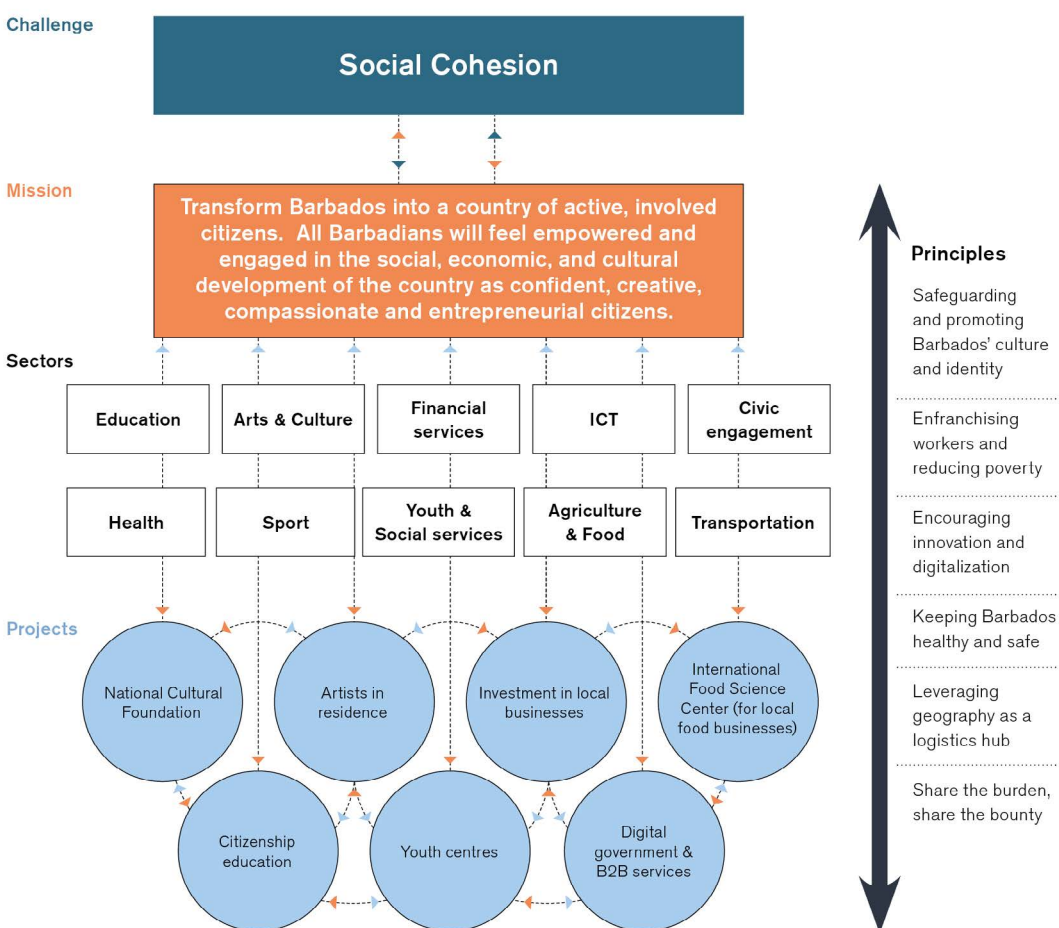 Challenge
Social Cohesion
Mission
Transform Barbados into a country of active, involved
citizens.  All Barbadians will feel empowered and
engaged in the social, economic, and cultural
development of the country as confident, creative,
compassionate and entrepreneurial citizens.
Sectors
Education
Arts & Culture
Financial
services
ICT
Civic
engagement
Health
Sport
Youth &
Social services
Agriculture
& Food
Transportation
Projects
National Cultural
Foundation
Artists in
residence
Investment in local
businesses
International
Food Science
Center (for local
food businesses)
Citizenship
education
Youth centres
Digital
government &
B2B services
Principles
Safeguarding
and promoting
Barbados' culture
and identity
Enfranchising
workers and
reducing poverty
Encouraging
innovation and
digitalization
Keeping Barbados
healthy and safe
Leveraging
geography as a
logistics hub
Share the burden,
share the bounty